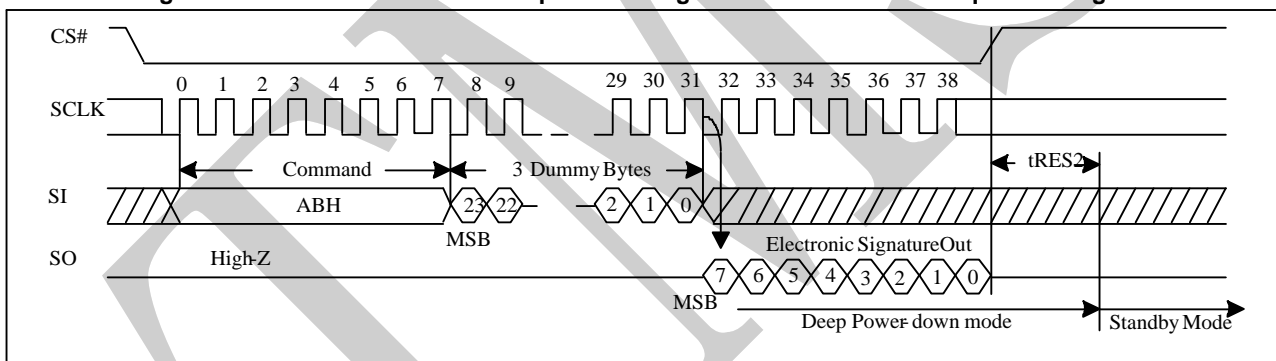 CS#
0 1 2 3 4 5 6 7 8 9 29 30 31 32 33 34 35 36 37 38
SCLK
Command 3 Dummy Bytes tRES2
SI ABH 23 22 2 1 0
MSB
Electronic SignatureOut
SO High-Z
7 6 5 4 3 2 1 0
MSB
Deep Power-down mode Standby Mode